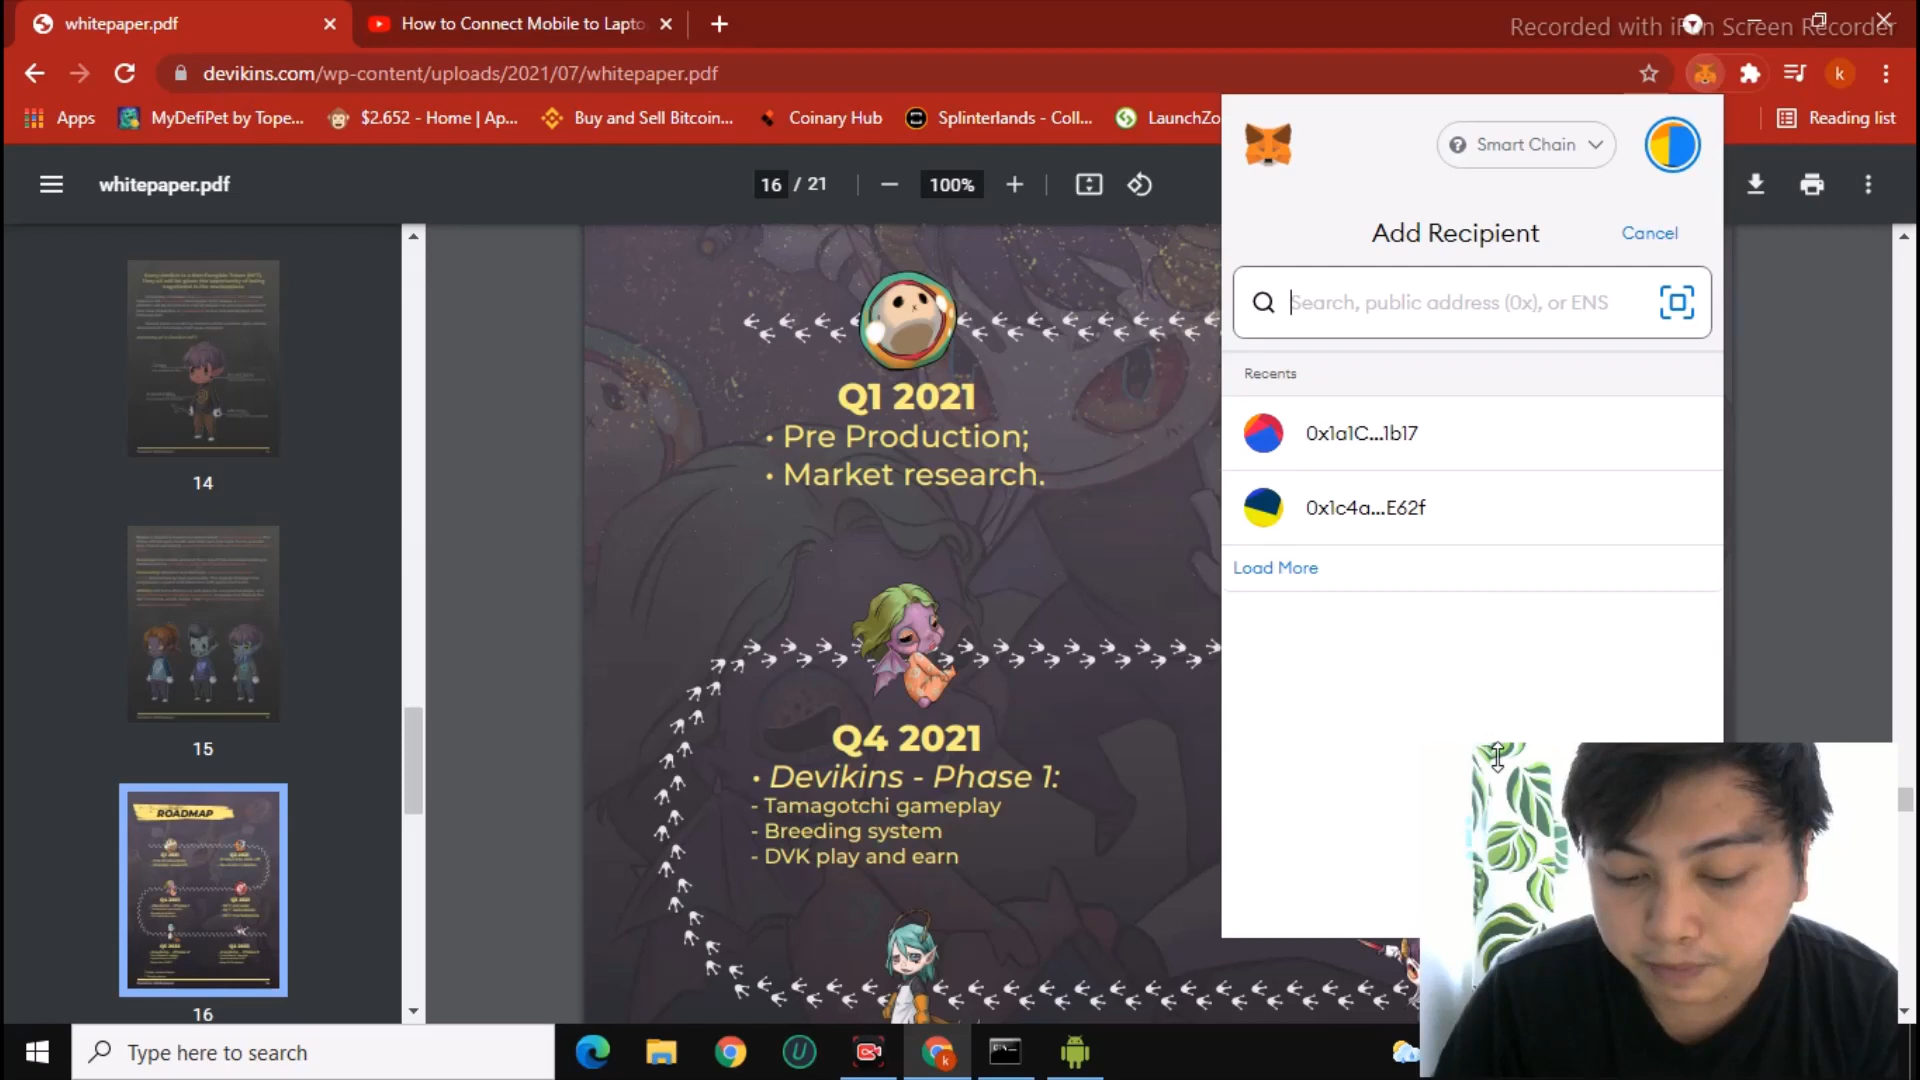 whitepaper.pdf
How to Connect Mobile to Lapto
Recorded with iFun Screen Recorder
devikins.com/wp-content/uploads/2021/07/whitepaper.pdf
k
Apps
MyDefiPet by Tope...
$2.652 - Home | Ap...
Buy and Sell Bitcoin...
Coinary Hub
Splinterlands - Coll...
LaunchZo
Reading list
whitepaper.pdf
16 / 21
100%
Smart Chain
Add Recipient
Cancel
Search, public address (0x), or ENS
Recents
0x1a1C...1b17
0x1c4a...E62f
Load More
14
15
ROADMAP
16
Q1 2021
• Pre Production;
• Market research.
Q4 2021
• Devikins - Phase 1:
- Tamagotchi gameplay
- Breeding system
- DVK play and earn
Type here to search